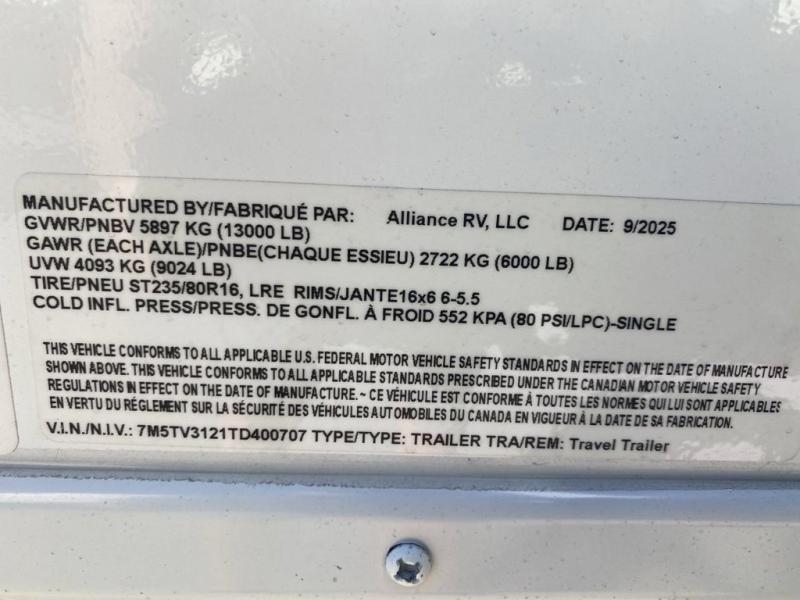 MANUFACTURED BY/FABRIQUÉ PAR: Alliance RV, LLC DATE: 9/2025
GVWR/PNBV 5897 KG (13000 LB)
GAWR (EACH AXLE)/PNBE(CHAQUE ESSIEU) 2722 KG (6000 LB)
UVW 4093 KG (9024 LB)
TIRE/PNEU ST235/80R16, LRE RIMS/JANTE16x6 6-5.5
COLD INFL. PRESS/PRESS. DE GONFL. À FROID 552 KPA (80 PSI/LPC)-SINGLE
THIS VEHICLE CONFORMS TO ALL APPLICABLE U.S. FEDERAL MOTOR VEHICLE SAFETY STANDARDS IN EFFECT ON THE DATE OF MANUFACTURE
SHOWN ABOVE. THIS VEHICLE CONFORMS TO ALL APPLICABLE STANDARDS PRESCRIBED UNDER THE CANADIAN MOTOR VEHICLE SAFETY
REGULATIONS IN EFFECT ON THE DATE OF MANUFACTURE.~ CE VÉHICULE EST CONFORME À TOUTES LES NORMES QUI LUI SONT APPLICABLES
EN VERTU DU RÉGLEMENT SUR LA SÉCURITÉ DES VÉHICULES AUTOMOBILES DU CANADA EN VIGUEUR À LA DATE DE SA FABRICATION.
V.I.N./N.I.V.: 7M5TV3121TD400707 TYPE/TYPE: TRAILER TRA/REM: Travel Trailer